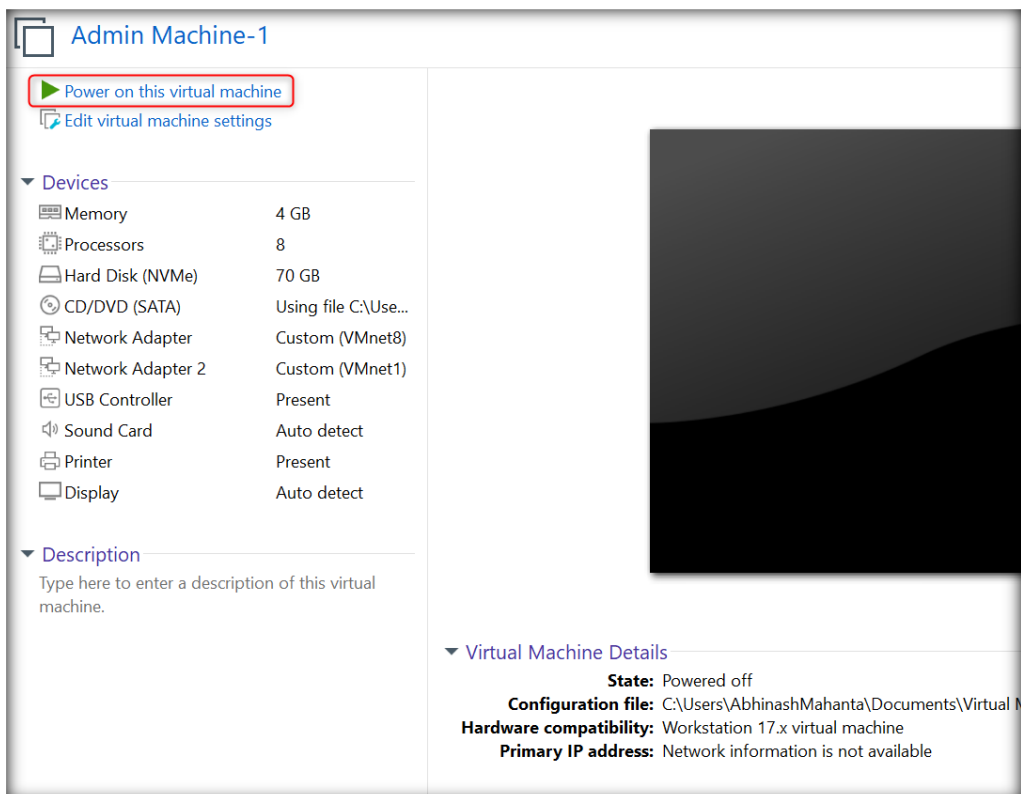 Admin Machine-1
Power on this virtual machine
Edit virtual machine settings
Devices
Memory 4 GB
Processors 8
Hard Disk (NVMe) 70 GB
CD/DVD (SATA) Using file C:\Use...
Network Adapter Custom (VMnet8)
Network Adapter 2 Custom (VMnet1)
USB Controller Present
Sound Card Auto detect
Printer Present
Display Auto detect
Description
Type here to enter a description of this virtual
machine.
Virtual Machine Details
State: Powered off
Configuration file: C:\Users\AbhinashMahanta\Documents\Virtual
Hardware compatibility: Workstation 17.x virtual machine
Primary IP address: Network information is not available